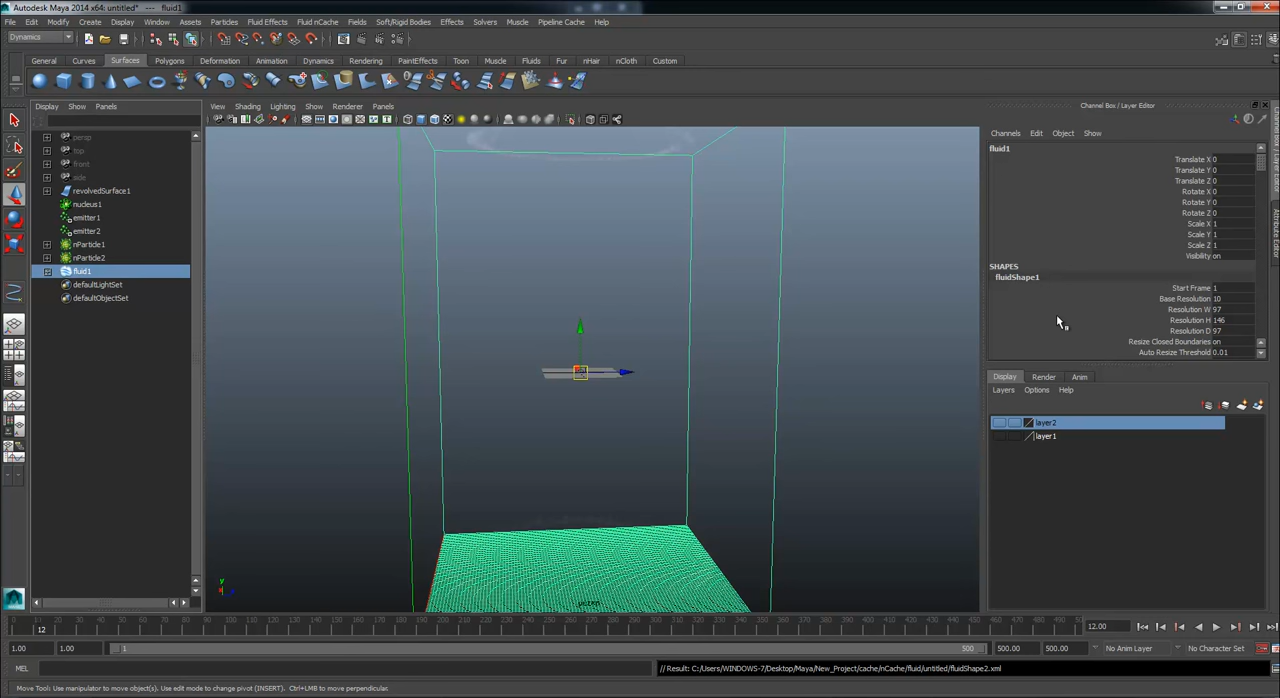 Autodesk Maya 2014 x64: untitled* --- fluid1
File Edit Modify Create Display Window Assets Particles Fluid Effects Fluid nCache Fields Soft/Rigid Bodies Effects Solvers Muscle Pipeline Cache Help
Dynamics
General Curves Surfaces Polygons Deformation Animation Dynamics Rendering PaintEffects Toon Muscle Fluids Fur nHair nCloth Custom
Display Show Panels
View Shading Lighting Show Renderer Panels
Channel Box / Layer Editor
Channels Edit Object Show
persp
top
front
side
revolvedSurface1
nucleus1
emitter1
emitter2
nParticle1
nParticle2
fluid1
defaultLightSet
defaultObjectSet
y
persp
fluid1
Translate X 0
Translate Y 0
Translate Z 0
Rotate X 0
Rotate Y 0
Rotate Z 0
Scale X 1
Scale Y 1
Scale Z 1
Visibility on
SHAPES
fluidShape1
Start Frame 1
Base Resolution 10
Resolution W 97
Resolution H 146
Resolution D 97
Resize Closed Boundaries on
Auto Resize Threshold 0.01
Display Render Anim
Layers Options Help
layer2
layer1
Channel Box / Layer Editor
Attribute Editor
12 12.00
1.00 1.00 1 500 500.00 500.00 No Anim Layer No Character Set
MEL // Result: C:/Users/WINDOWS-7/Desktop/Maya/New_Project/cache/nCache/fluid/untitled/fluidShape2.xml
Move Tool: Use manipulator to move object(s). Use edit mode to change pivot (INSERT). Ctrl+LMB to move perpendicular.